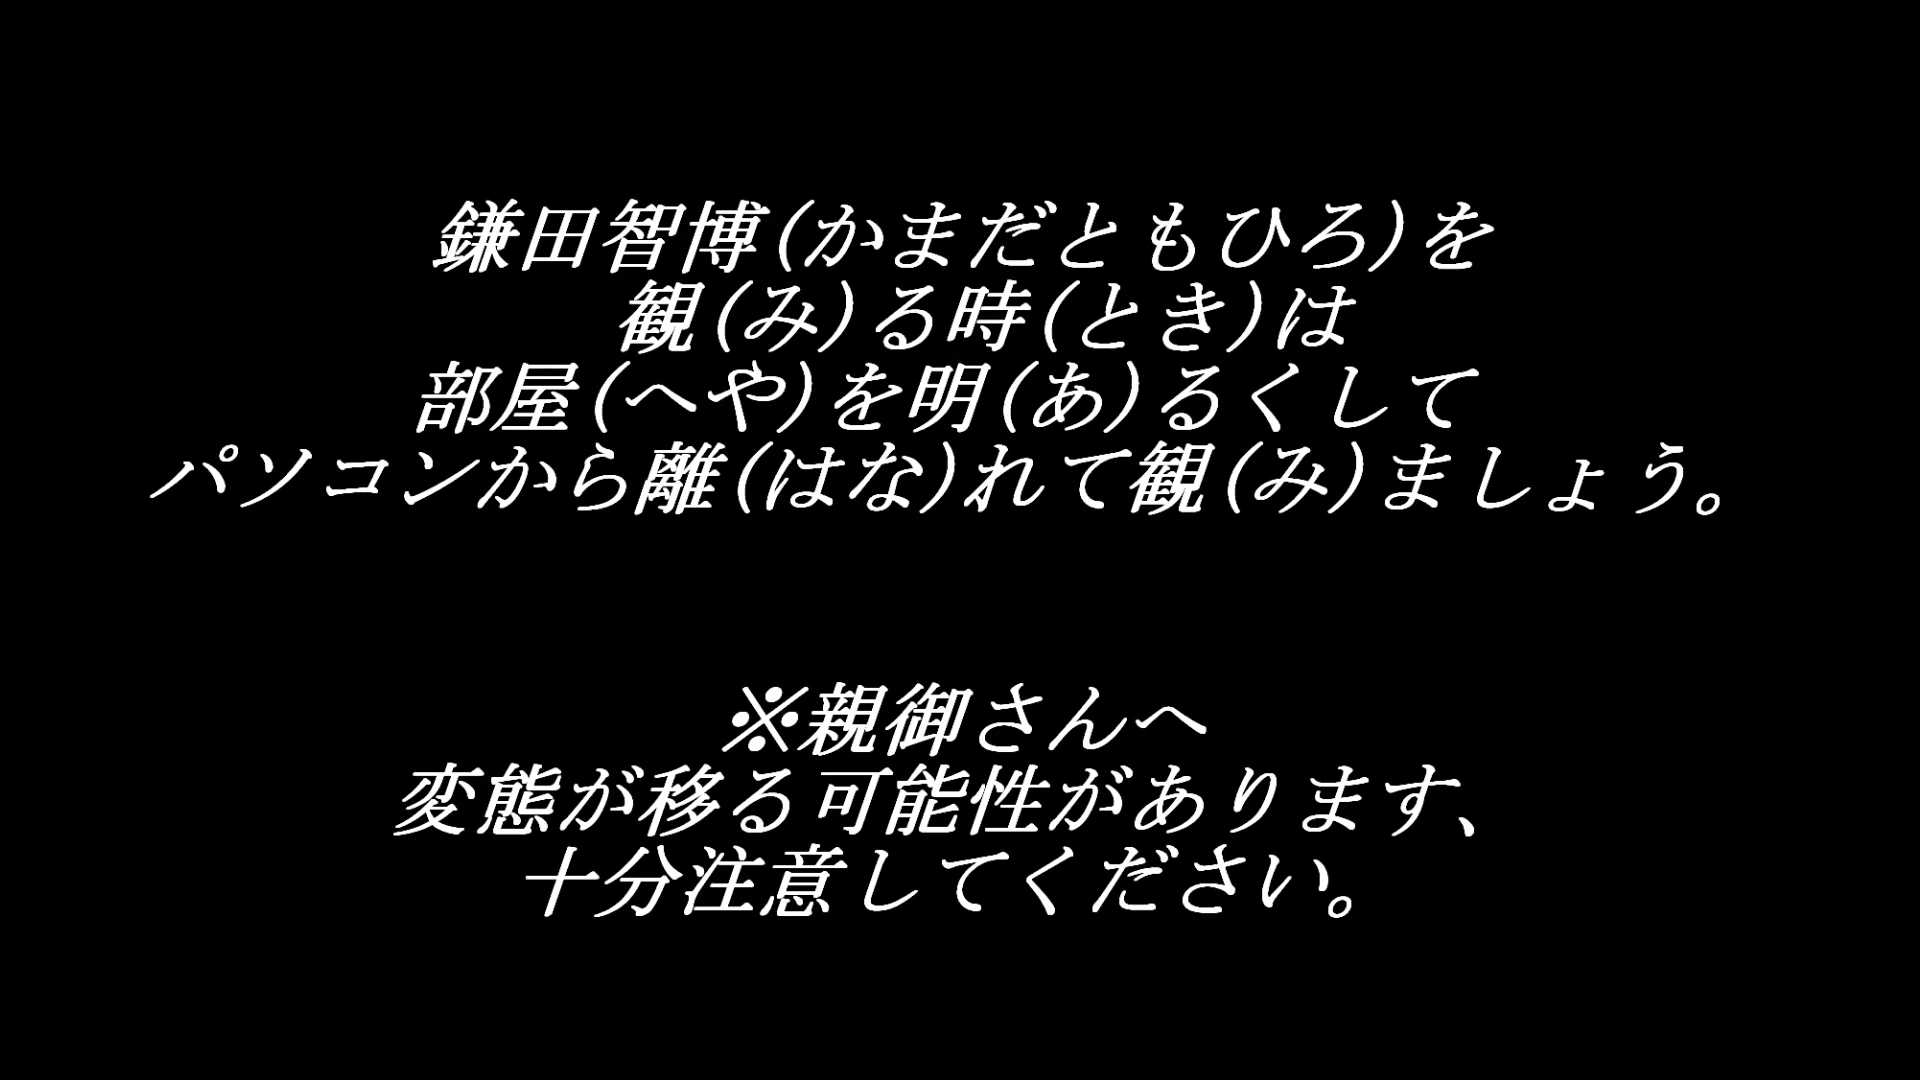 鎌田智博(かまだともひろ)を
観(み)る時(とき)は
部屋(へや)を明(あ)るくして
パソコンから離(はな)れて観(み)ましょう。
※親御さんへ
変態が移る可能性があります、
十分注意してください。